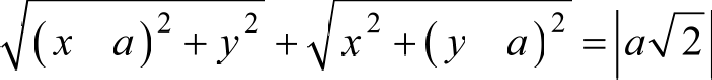 √((x a)² + y²) + √(x² + (y a)²) = |a√2|